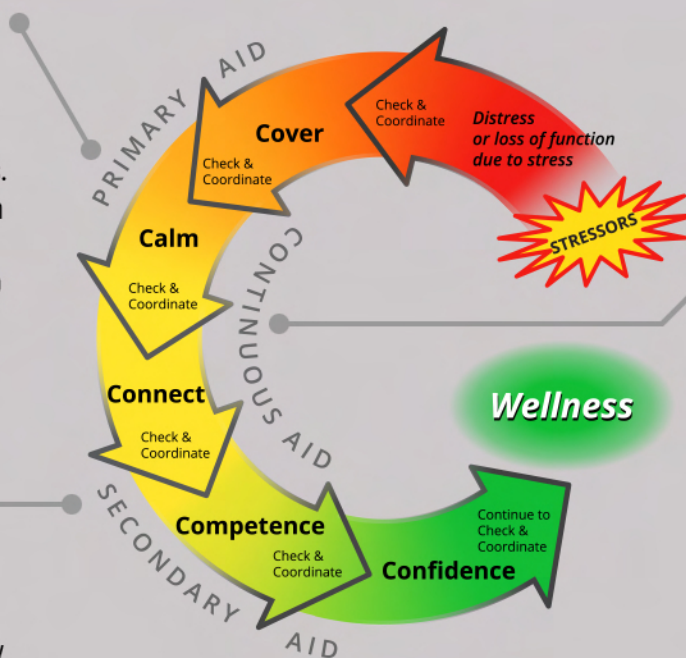 PRIMARY AID
Distress
or loss of function
due to stress
STRESSORS
Check &
Coordinate
Cover
Check &
Coordinate
Calm
Check &
Coordinate
CONTINUOUS AID
Connect
Check &
Coordinate
SECONDARY AID
Competence
Check &
Coordinate
Confidence
Continue to
Check &
Coordinate
Wellness